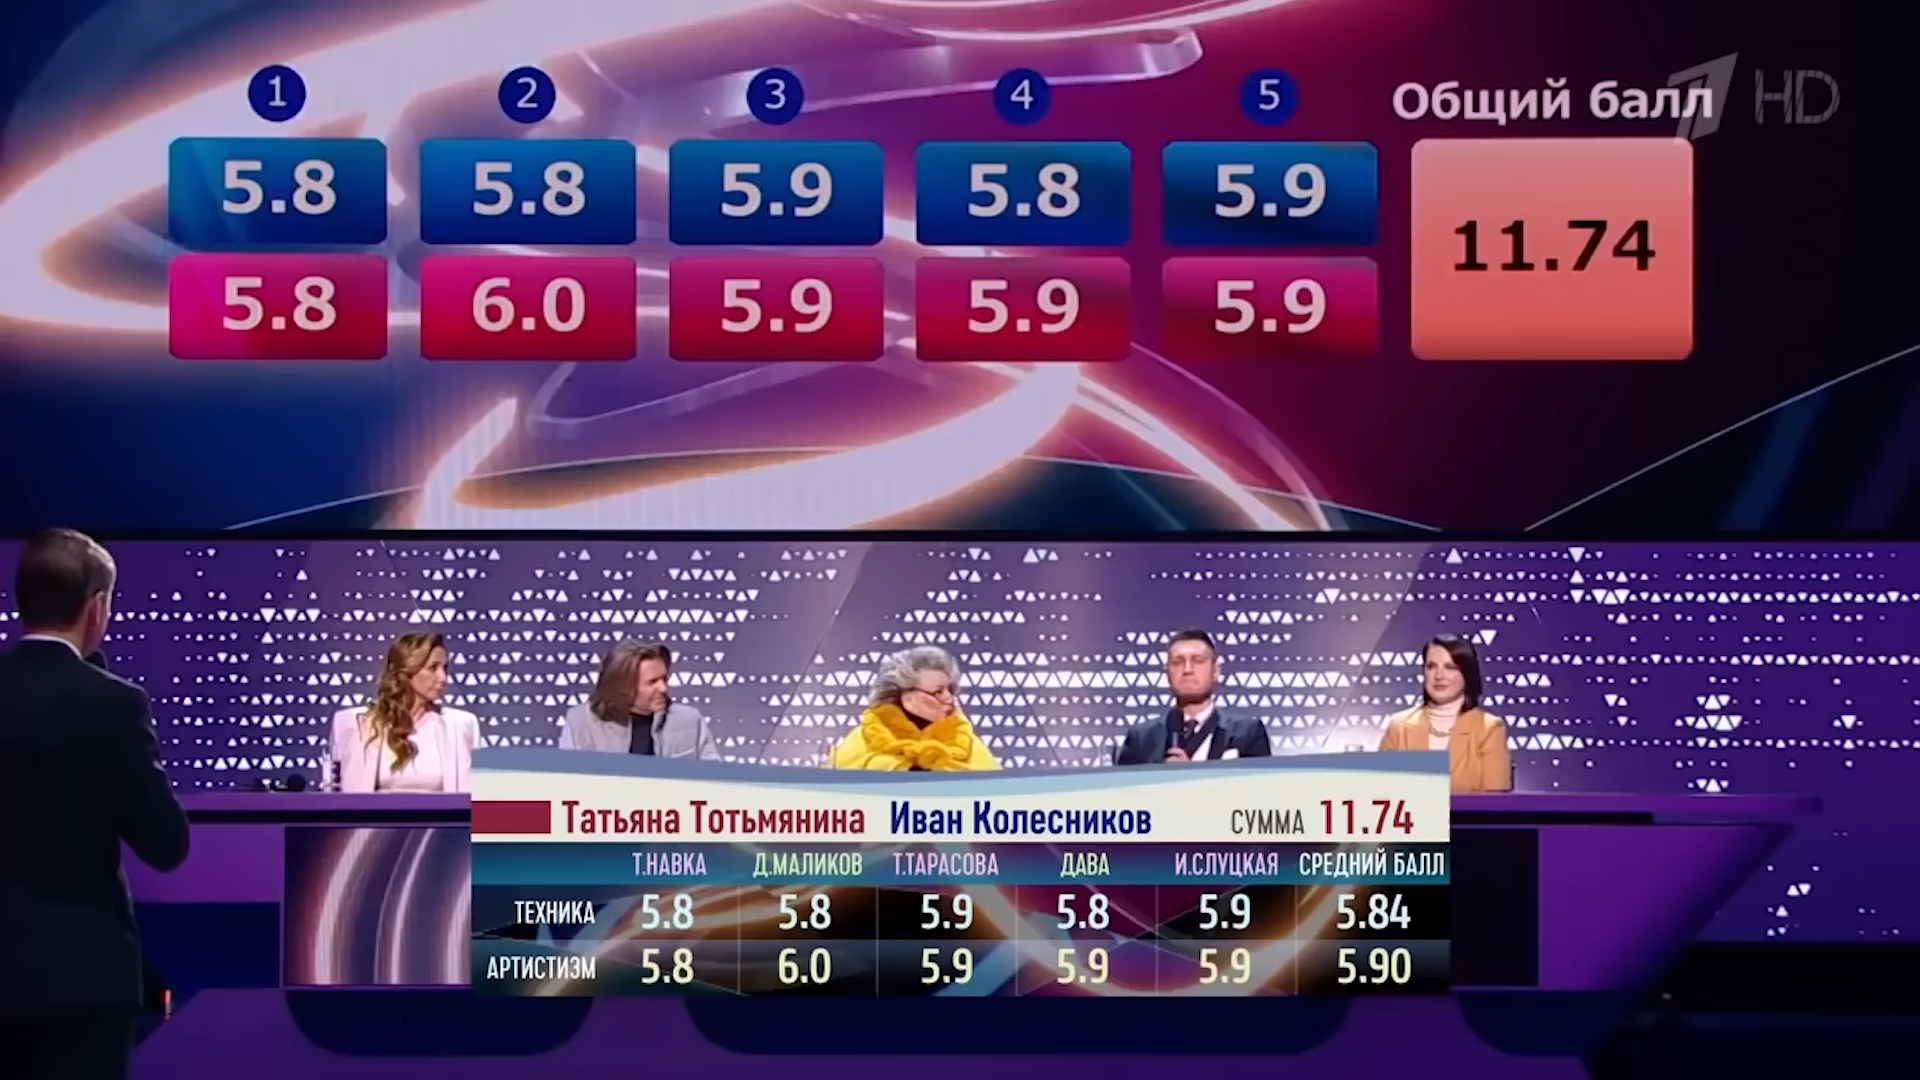 1 2 3 4 5 Общий балл
1 HD
5.8 5.8 5.9 5.8 5.9
11.74
5.8 6.0 5.9 5.9 5.9
Татьяна Тотьмянина Иван Колесников СУММА 11.74
Т.НАВКА Д.МАЛИКОВ Т.ТАРАСОВА ДАВА И.СЛУЦКАЯ СРЕДНИЙ БАЛЛ
ТЕХНИКА 5.8 5.8 5.9 5.8 5.9 5.84
АРТИСТИЗМ 5.8 6.0 5.9 5.9 5.9 5.90